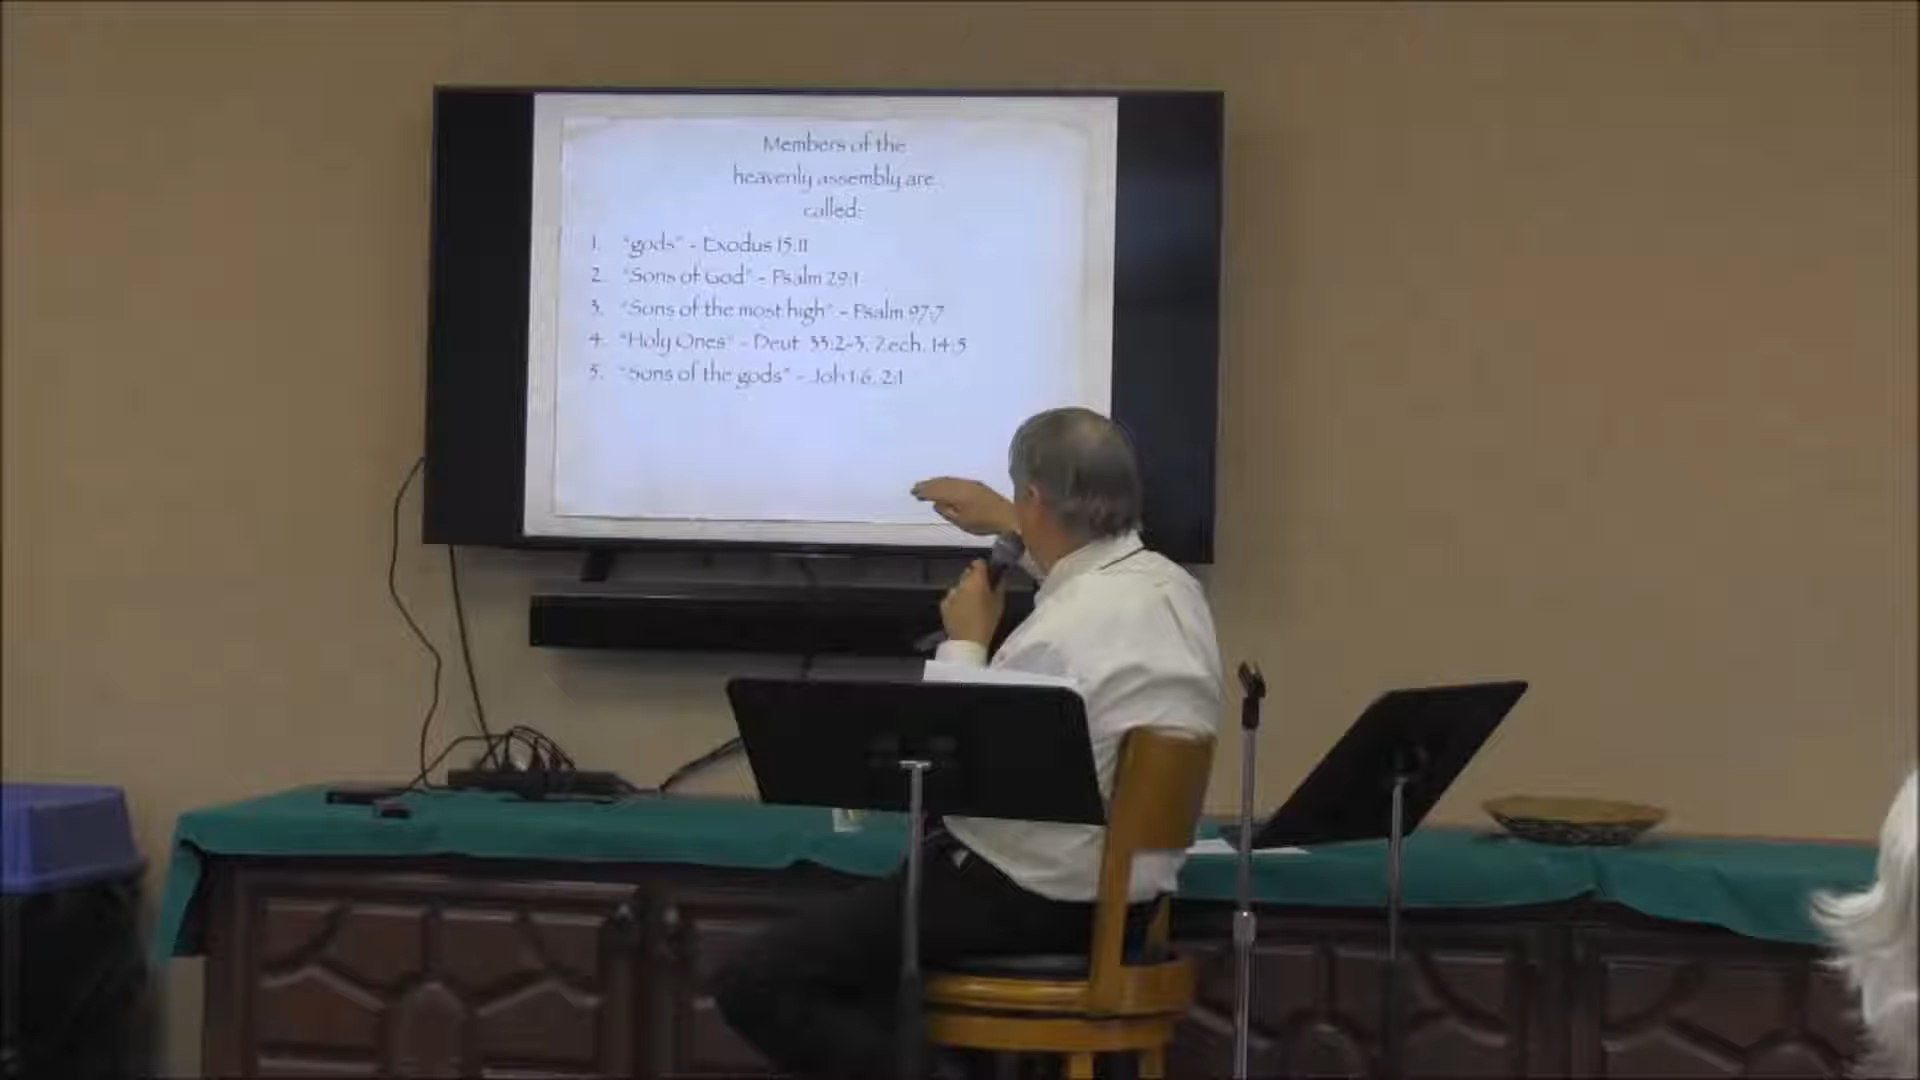 Members of the
heavenly assembly are
called:
1. "gods" - Exodus 15:11
2. "Sons of God" - Psalm 29:1
3. "Sons of the most high" - Psalm 97:7
4. "Holy Ones" - Deut. 33:2-3, Zech. 14:5
5. "Sons of the gods" - Job 1:6, 2:1